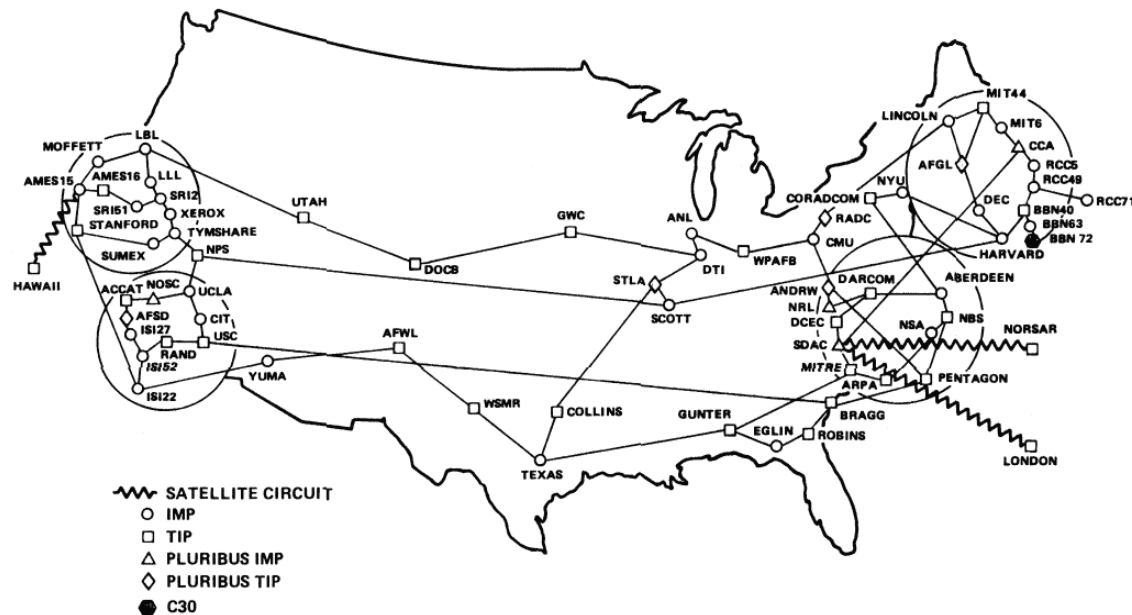 MIT44
LINCOLN
MIT6
CCA
AFGL
RCC5
RCC49
RCC71
DEC
BBN40
BBN63
BBN 72
HARVARD
NYU
CORADCOM
RADC
CMU
LBL
MOFFETT
AMES16
LLL
AMES15
SRI2
SRI51
XEROX
STANFORD
TYMSHARE
SUMEX
NPS
HAWAII
UTAH
GWC
DOCB
ANL
WPAFB
DTI
STLA
SCOTT
DARCOM
ABERDEEN
ANDRW
NRL
DCEC
NBS
NSA
SDAC
NORSAR
MITRE
ARPA
PENTAGON
BRAGG
LONDON
ACCAT
NOSC
UCLA
AFSD
CIT
ISI27
USC
RAND
ISI52
ISI22
YUMA
AFWL
WSMR
COLLINS
TEXAS
GUNTER
EGLIN
ROBINS
SATELLITE CIRCUIT
IMP
TIP
PLURIBUS IMP
PLURIBUS TIP
C30